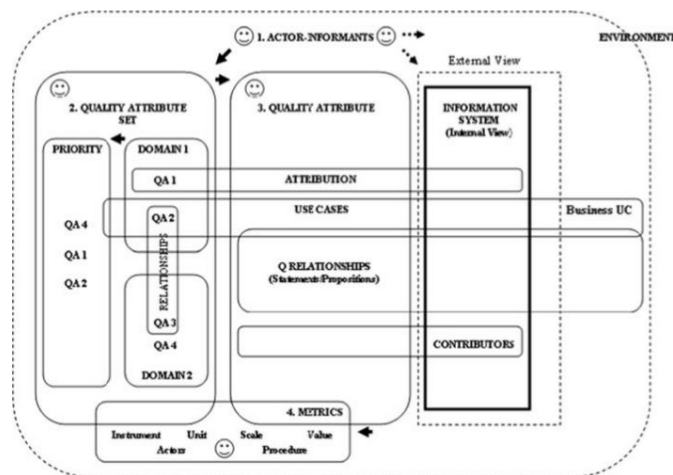 1. ACTOR-INFORMANTS
ENVIRONMENT
External View
2. QUALITY ATTRIBUTE
SET
3. QUALITY ATTRIBUTE
INFORMATION
SYSTEM
(Internal View)
PRIORITY
DOMAIN 1
QA 1
ATTRIBUTION
QA 2
USE CASES
Business UC
QA 4
QA 1
QA 2
RELATIONSHIPS
Q RELATIONSHIPS
(Statements/Propositions)
QA 3
QA 4
CONTRIBUTORS
DOMAIN 2
4. METRICS
Instrument Unit Scale Value
Actors Procedure